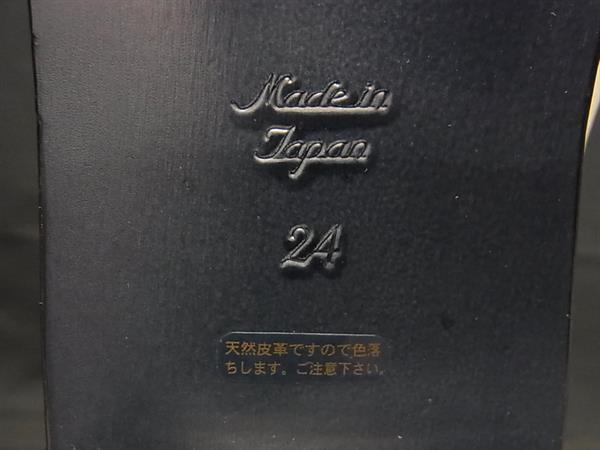 Made in
Japan
24
天然皮革ですので色落
ちします。ご注意下さい。